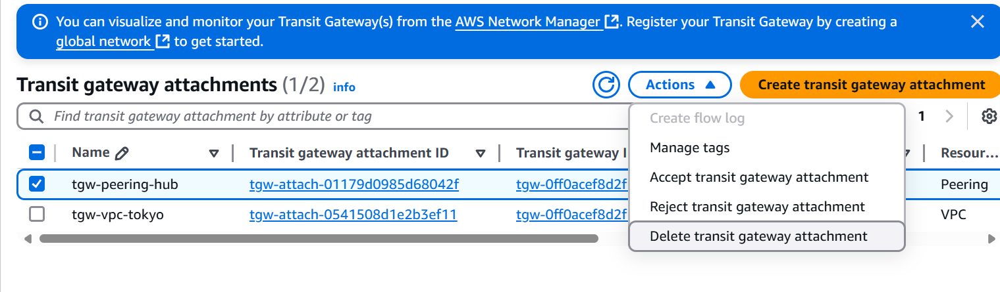 You can visualize and monitor your Transit Gateway(s) from the AWS Network Manager. Register your Transit Gateway by creating a
global network to get started.
Transit gateway attachments (1/2) info
Actions
Create transit gateway attachment
Find transit gateway attachment by attribute or tag
1
Create flow log
Manage tags
Accept transit gateway attachment
Reject transit gateway attachment
Delete transit gateway attachment
Name Transit gateway attachment ID Transit gateway I Resour...
tgw-peering-hub tgw-attach-01179d0985d68042f tgw-0ff0acef8d2f Peering
tgw-vpc-tokyo tgw-attach-0541508d1e2b3ef11 tgw-0ff0acef8d2f VPC